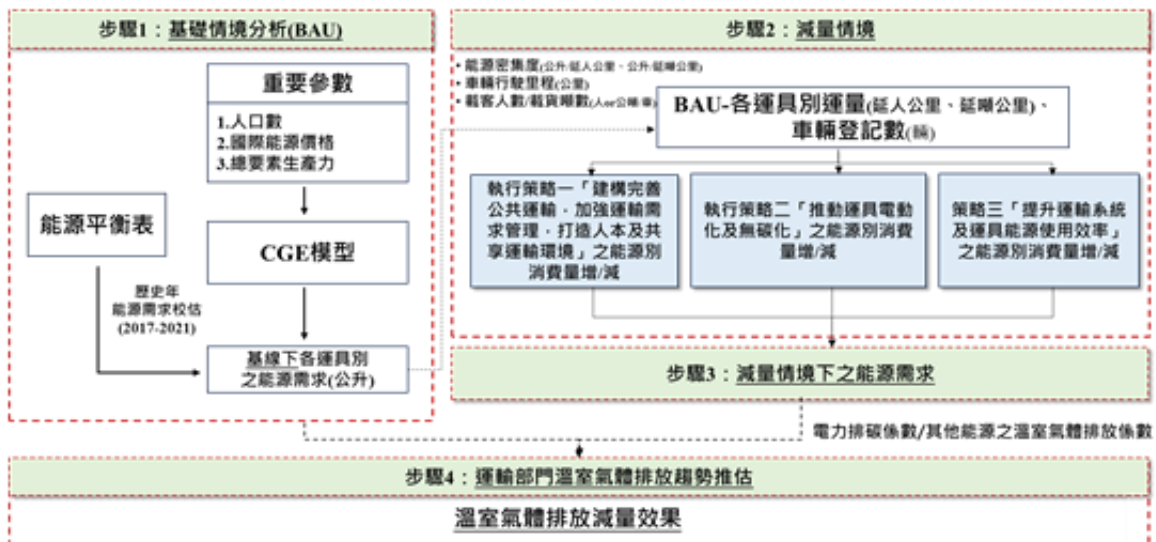 步驟1：基礎情境分析(BAU)
重要參數
1.人口數
2.國際能源價格
3.總要素生產力
能源平衡表
CGE模型
歷史年
能源需求校估
(2017-2021)
基線下各運具別
之能源需求(公升)
步驟2：減量情境
• 能源密集度(公升/延人公里、公升/延噸公里)
• 車輛行駛里程(公里)
• 載客人數/載貨噸數(人or公噸/車)
BAU-各運具別運量(延人公里、延噸公里)、
車輛登記數(輛)
執行策略一「建構完善
公共運輸，加強運輸需
求管理，打造人本及共
享運輸環境」之能源別
消費量增/減
執行策略二「推動運具電動
化及無碳化」之能源別消費
量增/減
策略三「提升運輸系統
及運具能源使用效率」
之能源別消費量增/減
步驟3：減量情境下之能源需求
電力排碳係數/其他能源之溫室氣體排放係數
步驟4：運輸部門溫室氣體排放趨勢推估
溫室氣體排放減量效果